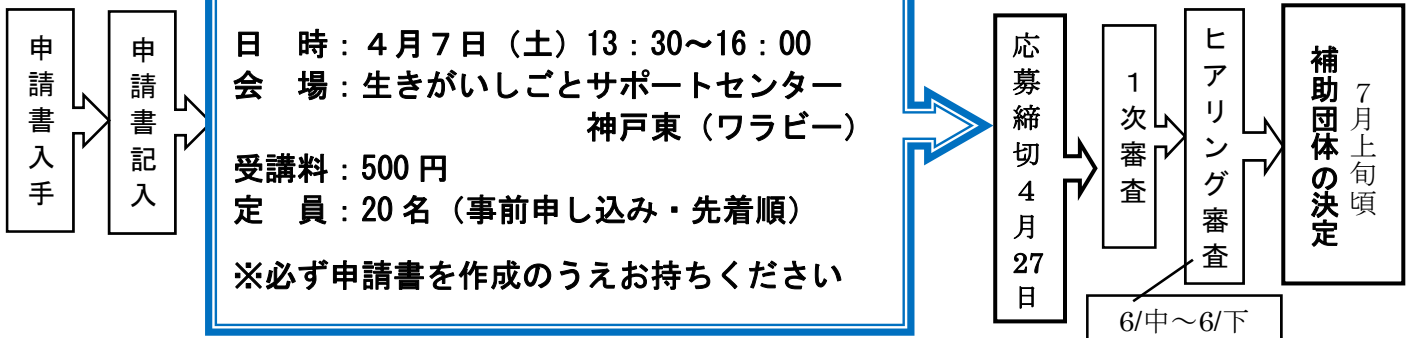 申請書入手
申請書記入
日　時：４月７日（土）13：30～16：00
会　場：生きがいしごとサポートセンター
神戸東（ワラビー）
受講料：500 円
定　員：20 名（事前申し込み・先着順）
※必ず申請書を作成のうえお持ちください
応募締切 4月27日
１次審査
ヒアリング審査
6/中～6/下
7月上旬頃
補助団体の決定